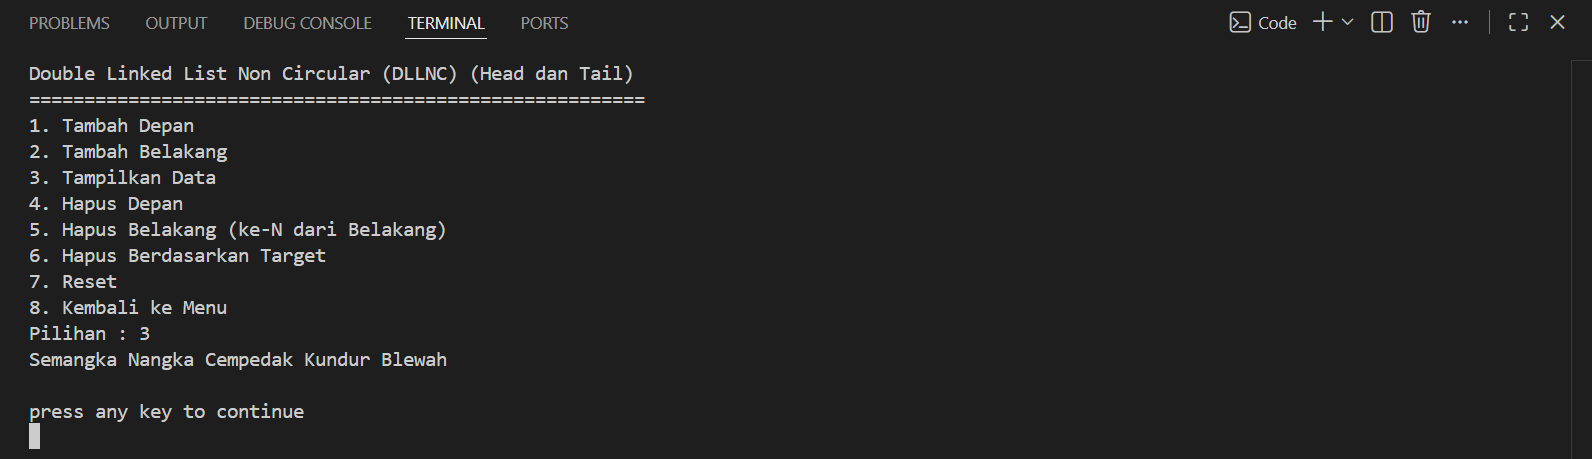 PROBLEMS OUTPUT DEBUG CONSOLE TERMINAL PORTS Code
Double Linked List Non Circular (DLLNC) (Head dan Tail)
========================================================
1. Tambah Depan
2. Tambah Belakang
3. Tampilkan Data
4. Hapus Depan
5. Hapus Belakang (ke-N dari Belakang)
6. Hapus Berdasarkan Target
7. Reset
8. Kembali ke Menu
Pilihan : 3
Semangka Nangka Cempedak Kundur Blewah
press any key to continue